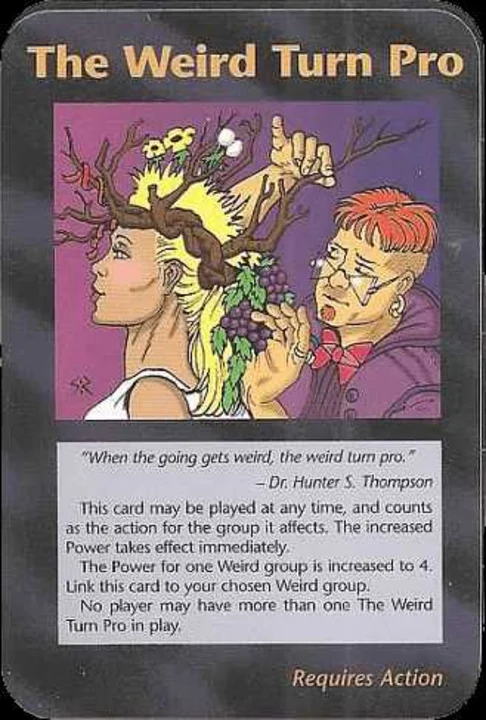 The Weird Turn Pro
SR
"When the going gets weird, the weird turn pro."
– Dr. Hunter S. Thompson
This card may be played at any time, and counts
as the action for the group it affects. The increased
Power takes effect immediately.
The Power for one Weird group is increased to 4.
Link this card to your chosen Weird group.
No player may have more than one The Weird
Turn Pro in play.
Requires Action